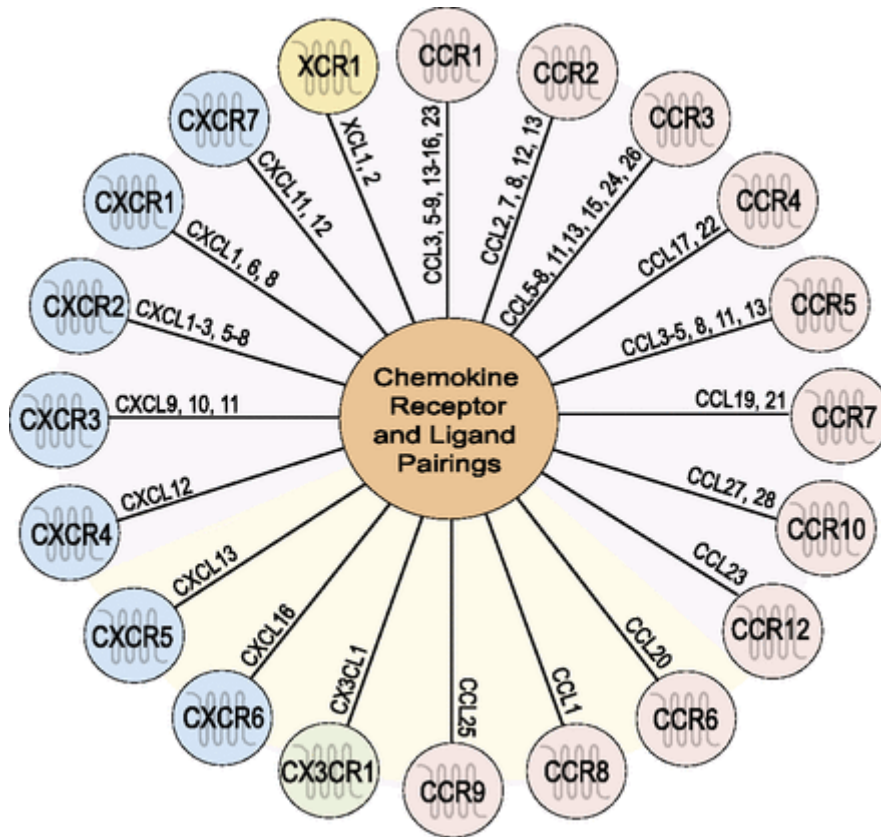 XCR1
CCR1
CCR2
CCR3
CCR4
CCR5
CCR7
CCR10
CCR12
CCR6
CCR8
CCR9
CX3CR1
CXCR6
CXCR5
CXCR4
CXCR3
CXCR2
CXCR1
CXCR7
XCL1, 2
CCL3, 5-9, 13-16, 23
CCL2, 7, 8, 12, 13
CCL5-8, 11, 13, 15, 24, 26
CCL17, 22
CCL3-5, 8, 11, 13
CCL19, 21
CCL27, 28
CCL23
CCL20
CCL1
CCL25
CX3CL1
CXCL16
CXCL13
CXCL12
CXCL9, 10, 11
CXCL1-3, 5-8
CXCL1, 6, 8
CXCL11, 12
Chemokine
Receptor
and Ligand
Pairings